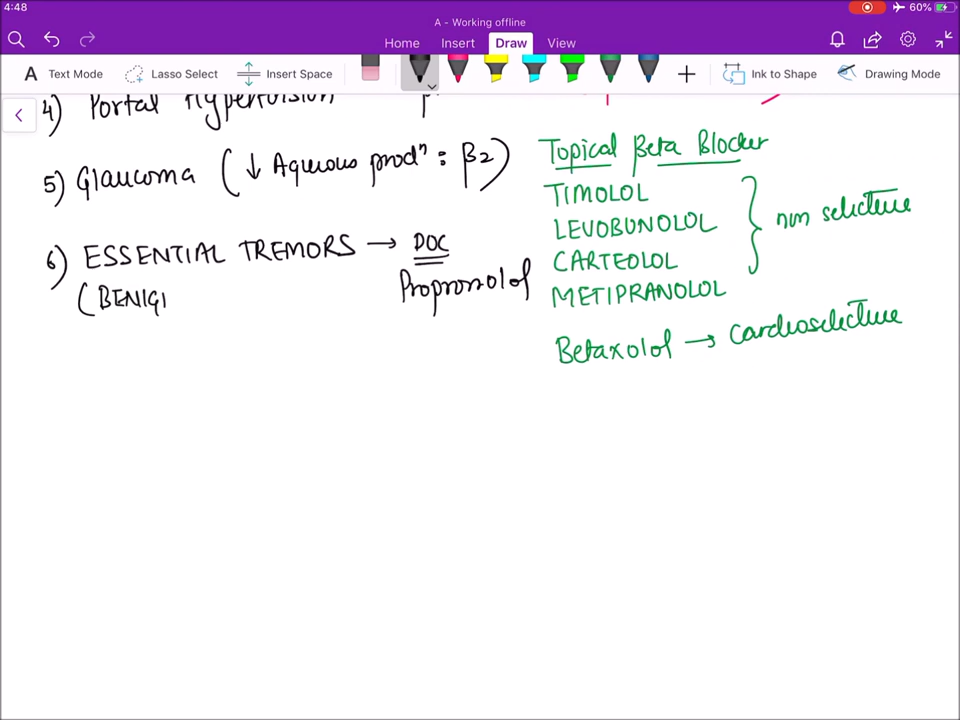 4:48
A - Working offline
60%
Home Insert Draw View
Text Mode Lasso Select Insert Space Ink to Shape Drawing Mode
4) Portal Hypertension
5) Glaucoma (↓ Aqueous prodⁿ : β2)
6) ESSENTIAL TREMORS → DOC
Propronolol
(BENIGI
Topical Beta Blocker
TIMOLOL
LEVOBUNOLOL
CARTEOLOL
METIPRANOLOL
non selective
Betaxolol → Cardioselective